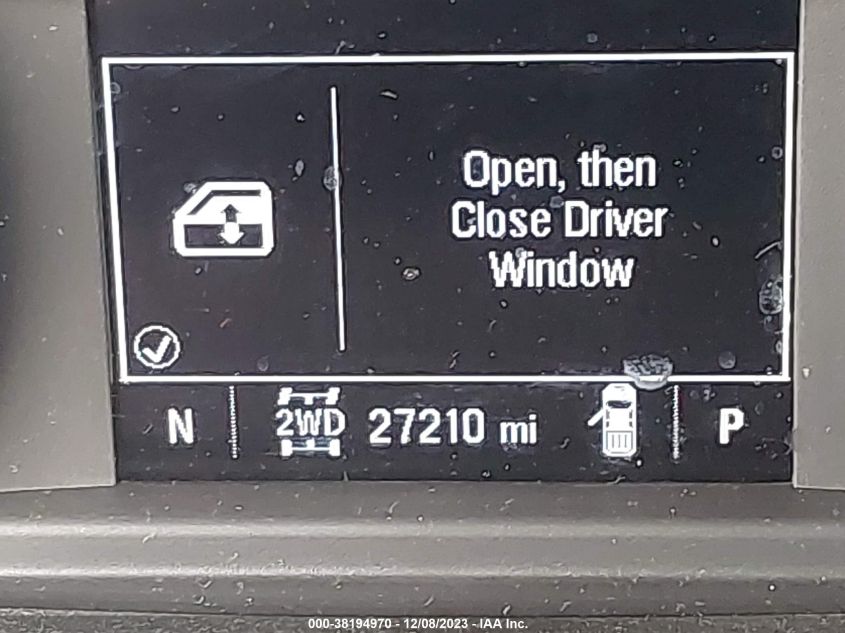 Open, then
Close Driver
Window
N 2WD 27210 mi P
000-38194970 - 12/08/2023 - IAA Inc.